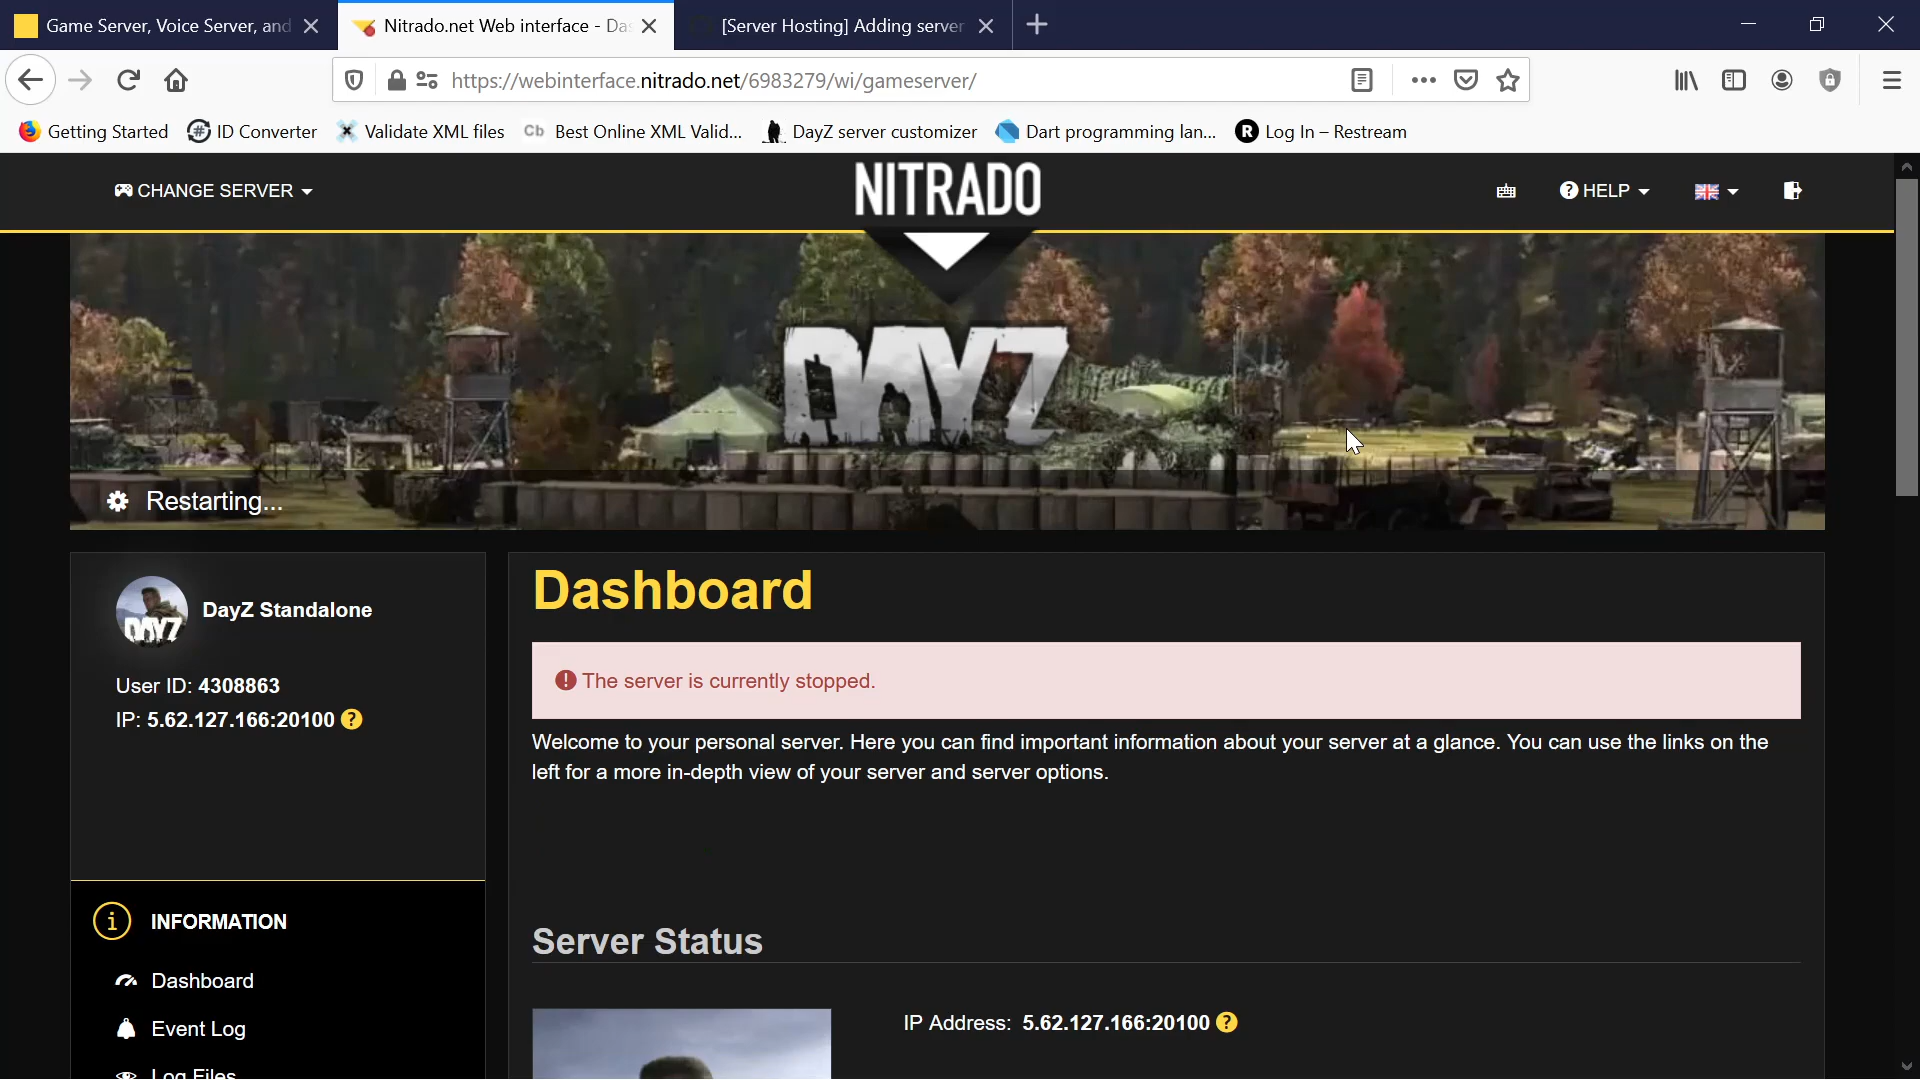 Game Server, Voice Server, and
Nitrado.net Web interface - Das
[Server Hosting] Adding server
https://webinterface.nitrado.net/6983279/wi/gameserver/
Getting Started
ID Converter
Validate XML files
Cb Best Online XML Valid...
DayZ server customizer
Dart programming lan...
R Log In – Restream
CHANGE SERVER
NITRADO
HELP
DAYZ
Restarting...
DAYZ
DayZ Standalone
User ID: 4308863
IP: 5.62.127.166:20100 ?
INFORMATION
Dashboard
Event Log
Log Files
Dashboard
The server is currently stopped.
Welcome to your personal server. Here you can find important information about your server at a glance. You can use the links on the
left for a more in-depth view of your server and server options.
Server Status
IP Address: 5.62.127.166:20100 ?